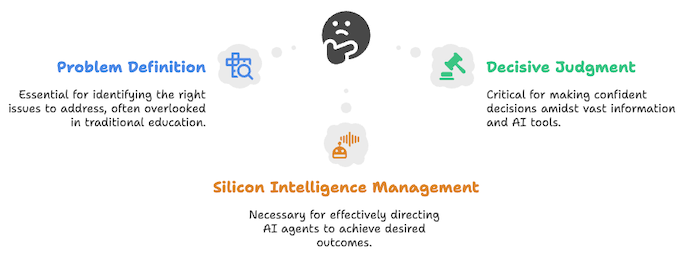 Problem Definition
Essential for identifying the right
issues to address, often overlooked
in traditional education.
Decisive Judgment
Critical for making confident
decisions amidst vast information
and AI tools.
Silicon Intelligence Management
Necessary for effectively directing
AI agents to achieve desired
outcomes.